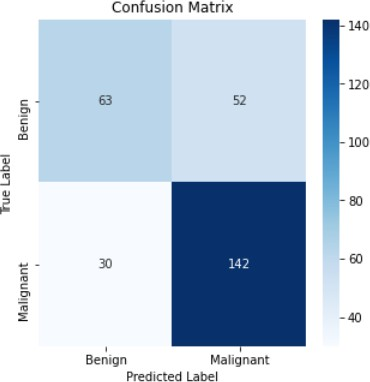 Confusion Matrix
True Label
Benign
63
52
Malignant
30
142
Benign
Malignant
Predicted Label
140
120
100
80
60
40